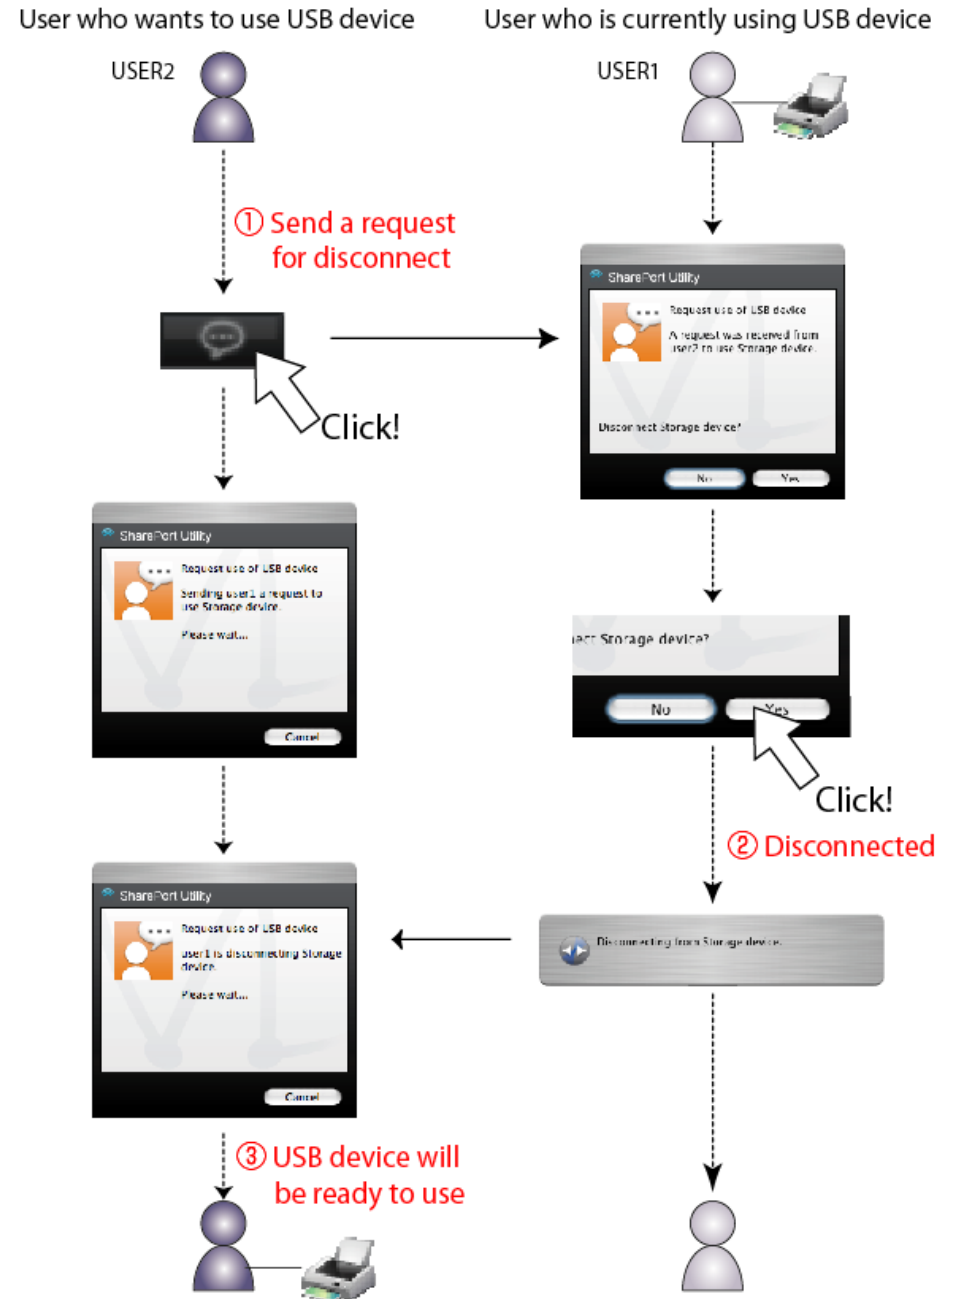 User who wants to use USB device
User who is currently using USB device
USER2
USER1
① Send a request
for disconnect
SharePort Utility
Request use of USB device
A request was received from
user2 to use Storage device.
Disconnect Storage device?
No
Yes
Click!
SharePort Utility
Request use of USB device
Sending user1 a request to
use Storage device.
Please wait...
Cancel
ect Storage device?
No
Yes
Click!
② Disconnected
SharePort Utility
Request use of USB device
user1 is disconnecting Storage
device.
Please wait...
Cancel
Disconnecting from Storage device.
③ USB device will
be ready to use